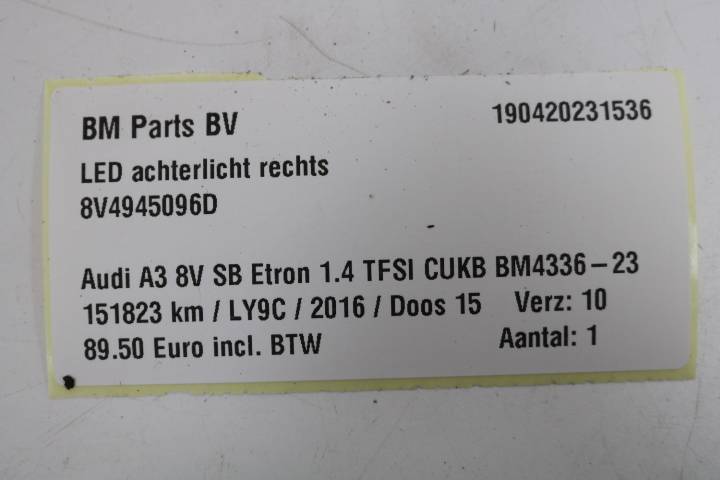 BM Parts BV 190420231536
LED achterlicht rechts
8V4945096D
Audi A3 8V SB Etron 1.4 TFSI CUKB BM4336-23
151823 km / LY9C / 2016 / Doos 15 Verz: 10
89.50 Euro incl. BTW Aantal: 1